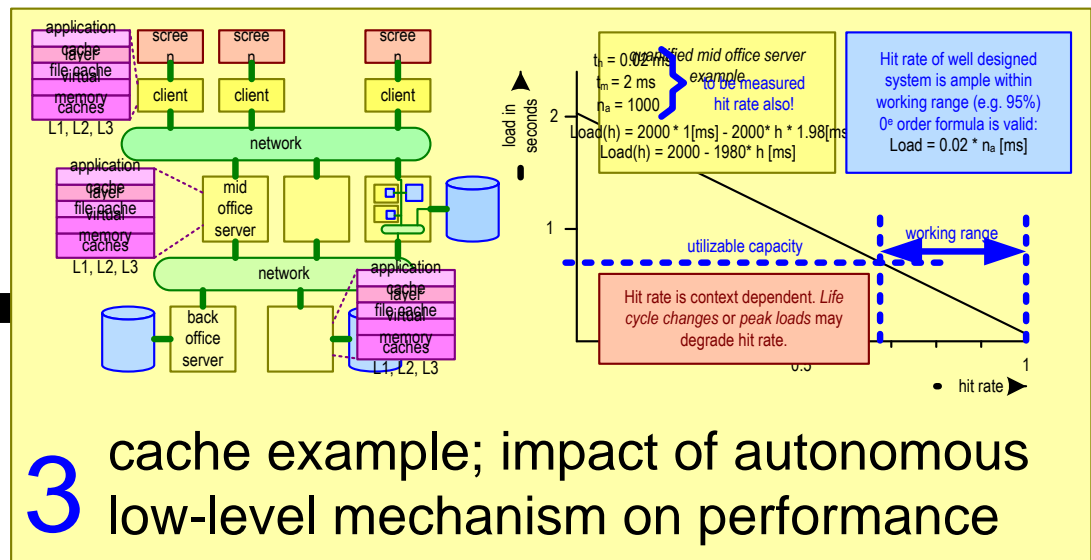 application
cache
layer
file cache
virtual
memory
caches
L1, L2, L3
scree
n
scree
n
scree
n
client
client
client
network
application
cache
layer
file cache
virtual
memory
caches
L1, L2, L3
mid
office
server
network
application
cache
layer
file cache
virtual
memory
caches
L1, L2, L3
back
office
server
load in
seconds
2
1
quantified mid office server
example
th = 0.02 ms
tm = 2 ms
na = 1000
to be measured
hit rate also!
Load(h) = 2000 * 1[ms] - 2000* h * 1.98[ms
Load(h) = 2000 - 1980* h [ms]
Hit rate of well designed
system is ample within
working range (e.g. 95%)
0e order formula is valid:
Load = 0.02 * na [ms]
utilizable capacity
working range
Hit rate is context dependent. Life
cycle changes or peak loads may
degrade hit rate.
0.5
1
hit rate
3
cache example; impact of autonomous
low-level mechanism on performance